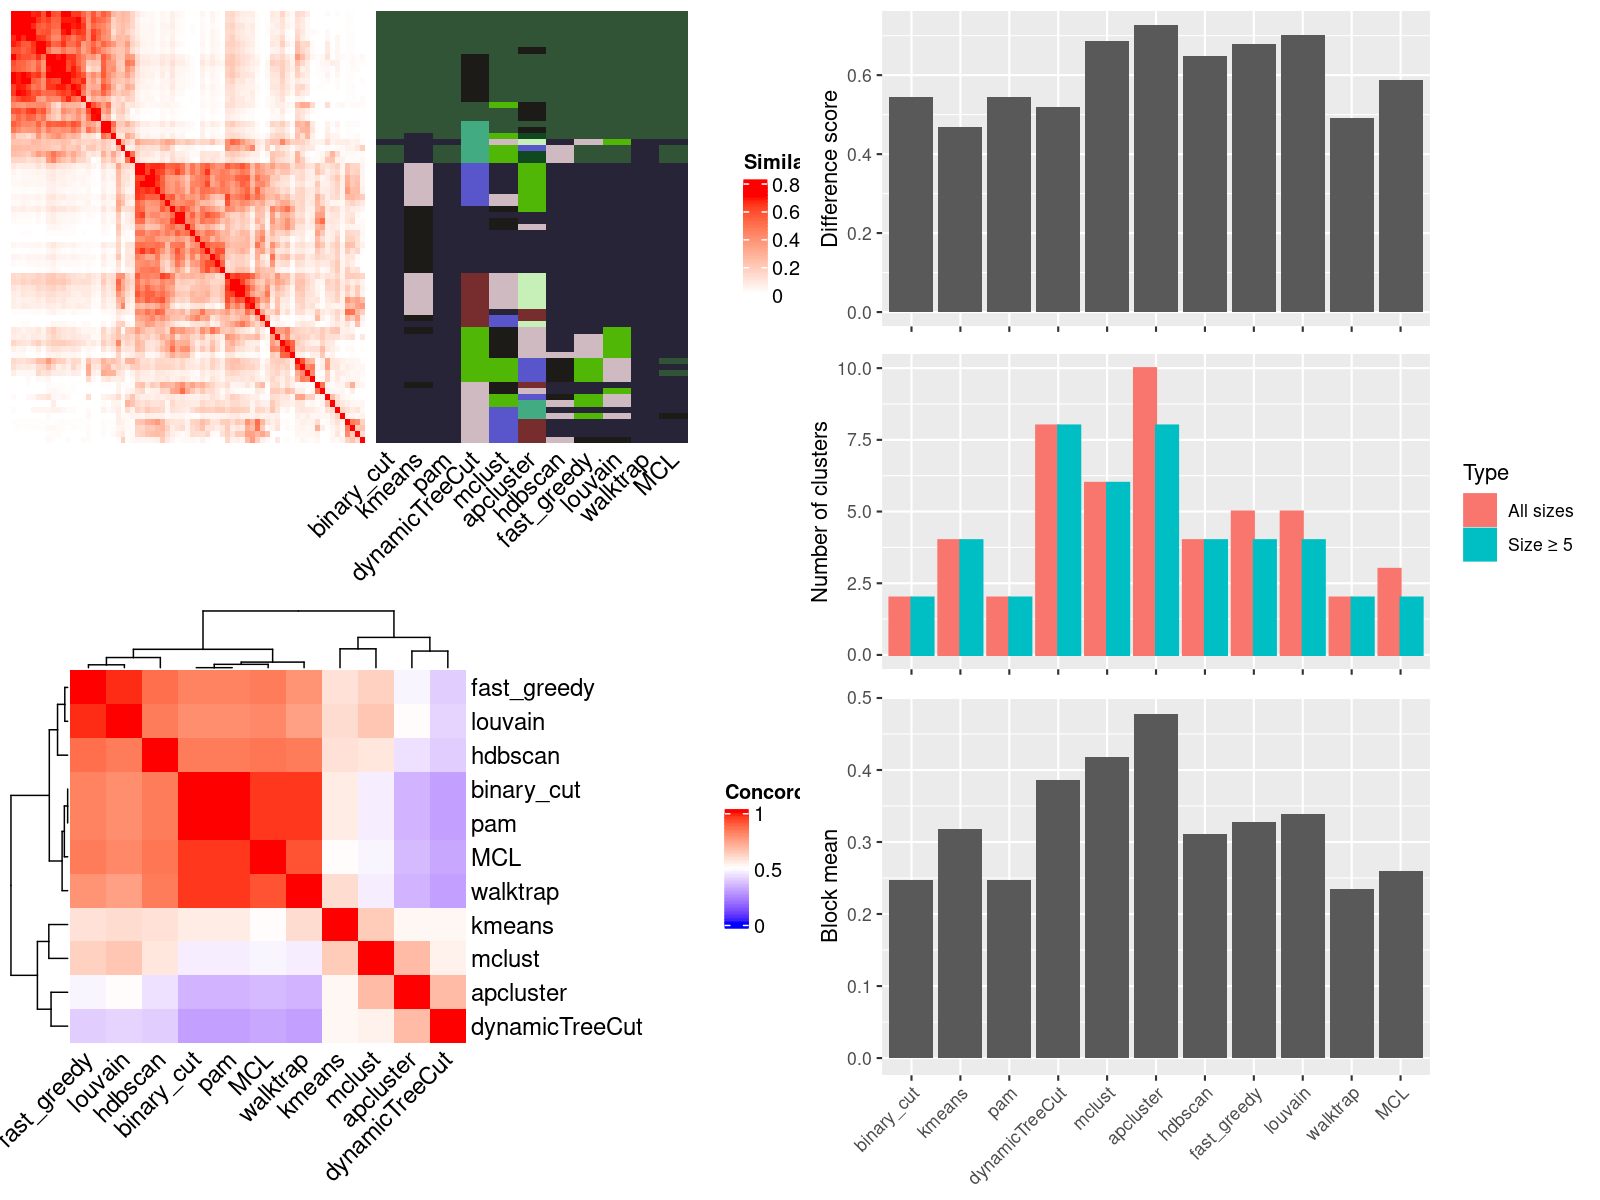 Simila
0.8
0.6
0.4
0.2
0
binary_cut
kmeans
pam
dynamicTreeCut
mclust
apcluster
hdbscan
fast_greedy
louvain
walktrap
MCL
fast_greedy
louvain
hdbscan
binary_cut
pam
MCL
walktrap
kmeans
mclust
apcluster
dynamicTreeCut
fast_greedy
louvain
hdbscan
binary_cut
pam
MCL
walktrap
kmeans
mclust
apcluster
dynamicTreeCut
Concord
1
0.5
0
Difference score
0.6
0.4
0.2
0.0
Number of clusters
10.0
7.5
5.0
2.5
0.0
Type
All sizes
Size ≥ 5
Block mean
0.5
0.4
0.3
0.2
0.1
0.0
binary_cut
kmeans
pam
dynamicTreeCut
mclust
apcluster
hdbscan
fast_greedy
louvain
walktrap
MCL